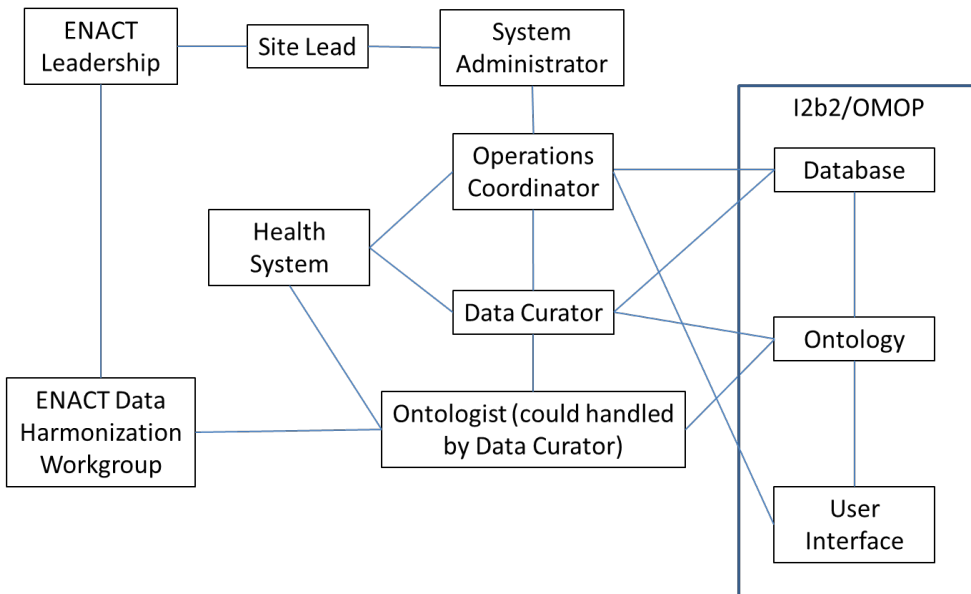 ENACT
Leadership
Site Lead
System
Administrator
I2b2/OMOP
Operations
Coordinator
Database
Health
System
Data Curator
Ontology
ENACT Data
Harmonization
Workgroup
Ontologist (could handled
by Data Curator)
User
Interface